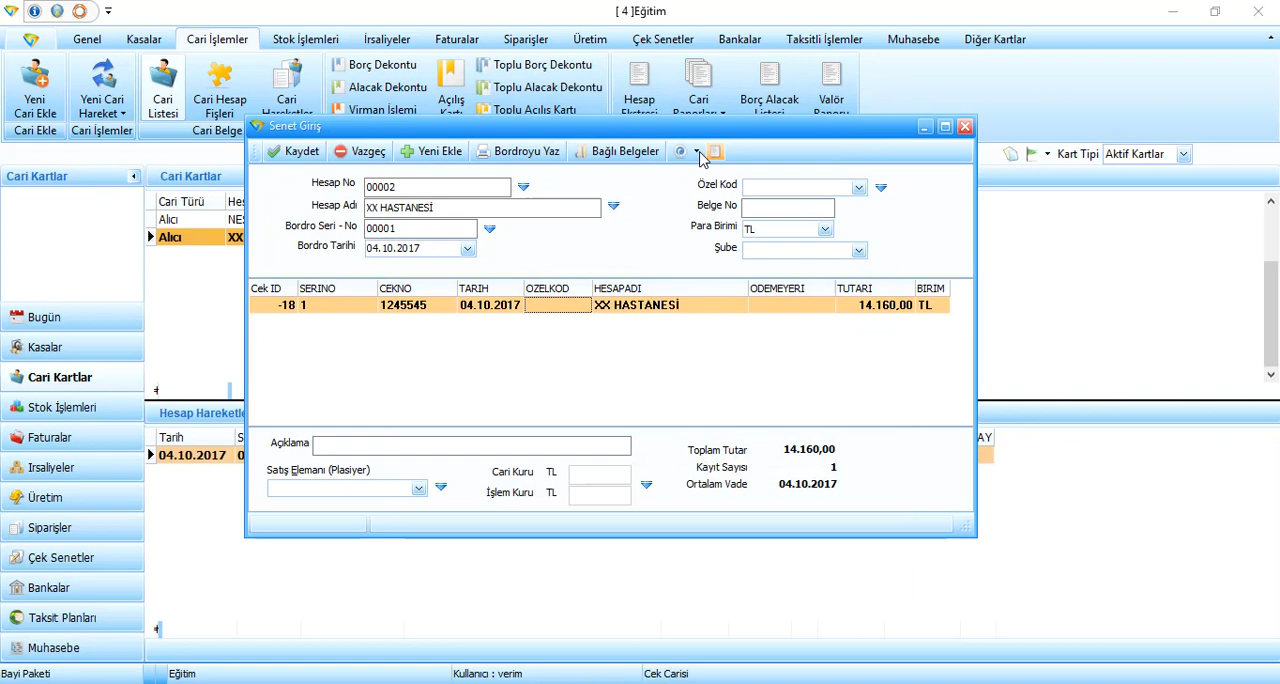 [ 4 ]Eğitim
Genel Kasalar Cari İşlemler Stok İşlemleri İrsaliyeler Faturalar Siparişler Üretim Çek Senetler Bankalar Taksitli İşlemler Muhasebe Diğer Kartlar
Yeni Cari Ekle
Yeni Cari Hareket
Cari Listesi
Cari Hesap Fişleri
Cari Hareketler
Borç Dekontu
Alacak Dekontu
Virman İşlemi
Açılış Kartı
Toplu Borç Dekontu
Toplu Alacak Dekontu
Toplu Açılış Kartı
Hesap Ekstresi
Cari Raporları
Borç Alacak Listesi
Valör Raporu
Cari Ekle Cari İşlemler Cari Belge
Kart Tipi Aktif Kartlar
Cari Kartlar
Bugün
Kasalar
Cari Kartlar
Stok İşlemleri
Faturalar
Irsaliyeler
Üretim
Siparişler
Çek Senetler
Bankalar
Taksit Planları
Muhasebe
Cari Kartlar
Cari Türü Hes
Alıcı NES
Alıcı XX
Hesap Hareketle
Tarih S AY
04.10.2017 0
Senet Giriş
Kaydet Vazgeç Yeni Ekle Bordroyu Yaz Bağlı Belgeler
Hesap No 00002
Hesap Adı XX HASTANESİ
Bordro Seri - No 00001
Bordro Tarihi 04.10.2017
Özel Kod
Belge No
Para Birimi TL
Şube
Cek ID SERINO CEKNO TARIH OZELKOD HESAPADI ODEMEYERI TUTARI BIRIM
-18 1 1245545 04.10.2017 XX HASTANESİ 14.160,00 TL
Açıklama
Satış Elemanı (Plasiyer)
Cari Kuru TL
İşlem Kuru TL
Toplam Tutar 14.160,00
Kayıt Sayısı 1
Ortalam Vade 04.10.2017
Bayi Paketi Eğitim Kullanıcı : verim Cek Carisi